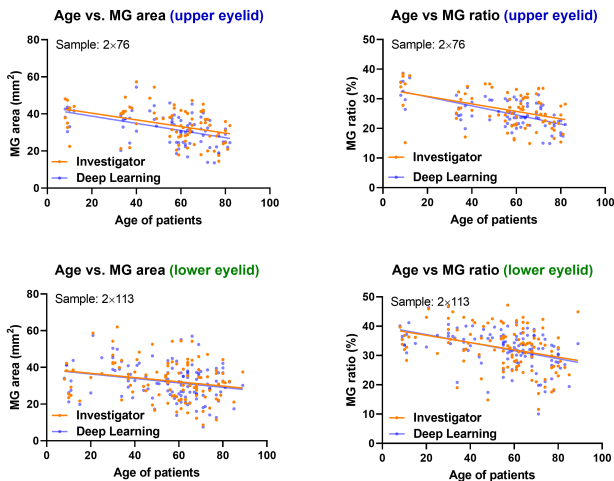 Age vs. MG area (upper eyelid)
Sample: 2×76
MG area (mm²)
80
60
40
20
0
Investigator
Deep Learning
0 20 40 60 80 100
Age of patients
Age vs MG ratio (upper eyelid)
Sample: 2×76
MG ratio (%)
50
40
30
20
10
0
Investigator
Deep Learning
0 20 40 60 80 100
Age of patients
Age vs. MG area (lower eyelid)
Sample: 2×113
MG area (mm²)
80
60
40
20
0
Investigator
Deep Learning
0 20 40 60 80 100
Age of patients
Age vs MG ratio (lower eyelid)
Sample: 2×113
MG ratio (%)
50
40
30
20
10
0
Investigator
Deep Learning
0 20 40 60 80 100
Age of patients